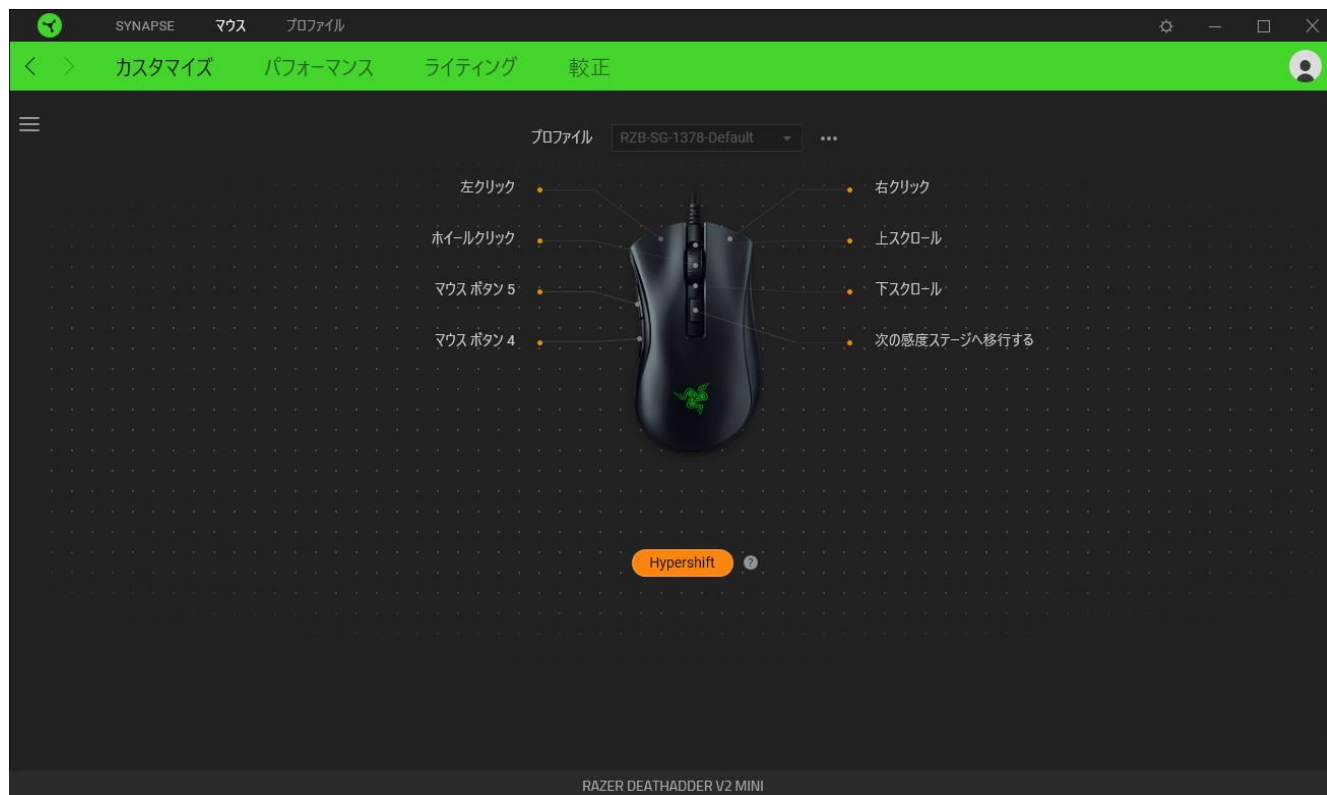 SYNAPSE マウス プロファイル
カスタマイズ パフォーマンス ライティング 較正
プロファイル RZB-SG-1378-Default
左クリック 右クリック
ホイールクリック 上スクロール
マウス ボタン 5 下スクロール
マウス ボタン 4 次の感度ステージへ移行する
Hypershift ?
RAZER DEATHADDER V2 MINI